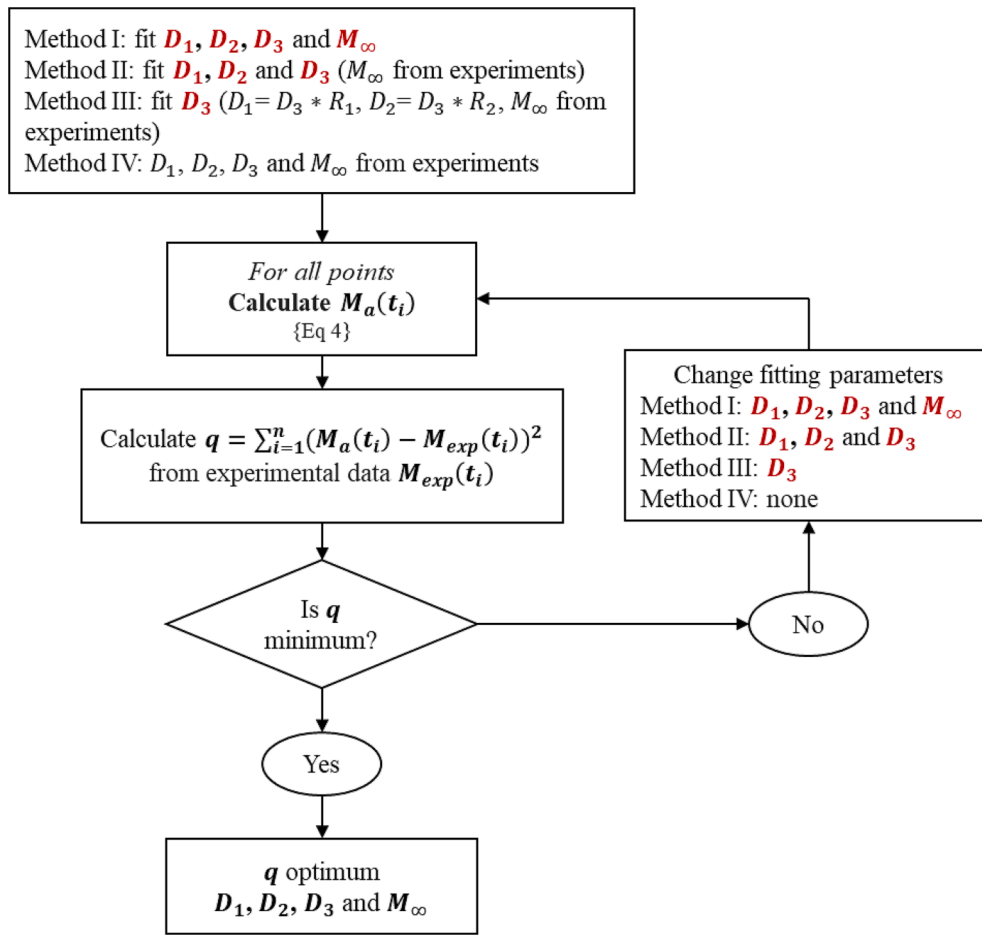 Method I: fit D₁, D₂, D₃ and M∞
Method II: fit D₁, D₂ and D₃ (M∞ from experiments)
Method III: fit D₃ (D₁= D₃ * R₁, D₂= D₃ * R₂, M∞ from
experiments)
Method IV: D₁, D₂, D₃ and M∞ from experiments
For all points
Calculate Mₐ(tᵢ)
{Eq 4}
Calculate q = ∑ⁿᵢ₌₁(Mₐ(tᵢ) − Mₑₓₚ(tᵢ))²
from experimental data Mₑₓₚ(tᵢ)
Change fitting parameters
Method I: D₁, D₂, D₃ and M∞
Method II: D₁, D₂ and D₃
Method III: D₃
Method IV: none
Is q
minimum?
No
Yes
q optimum
D₁, D₂, D₃ and M∞